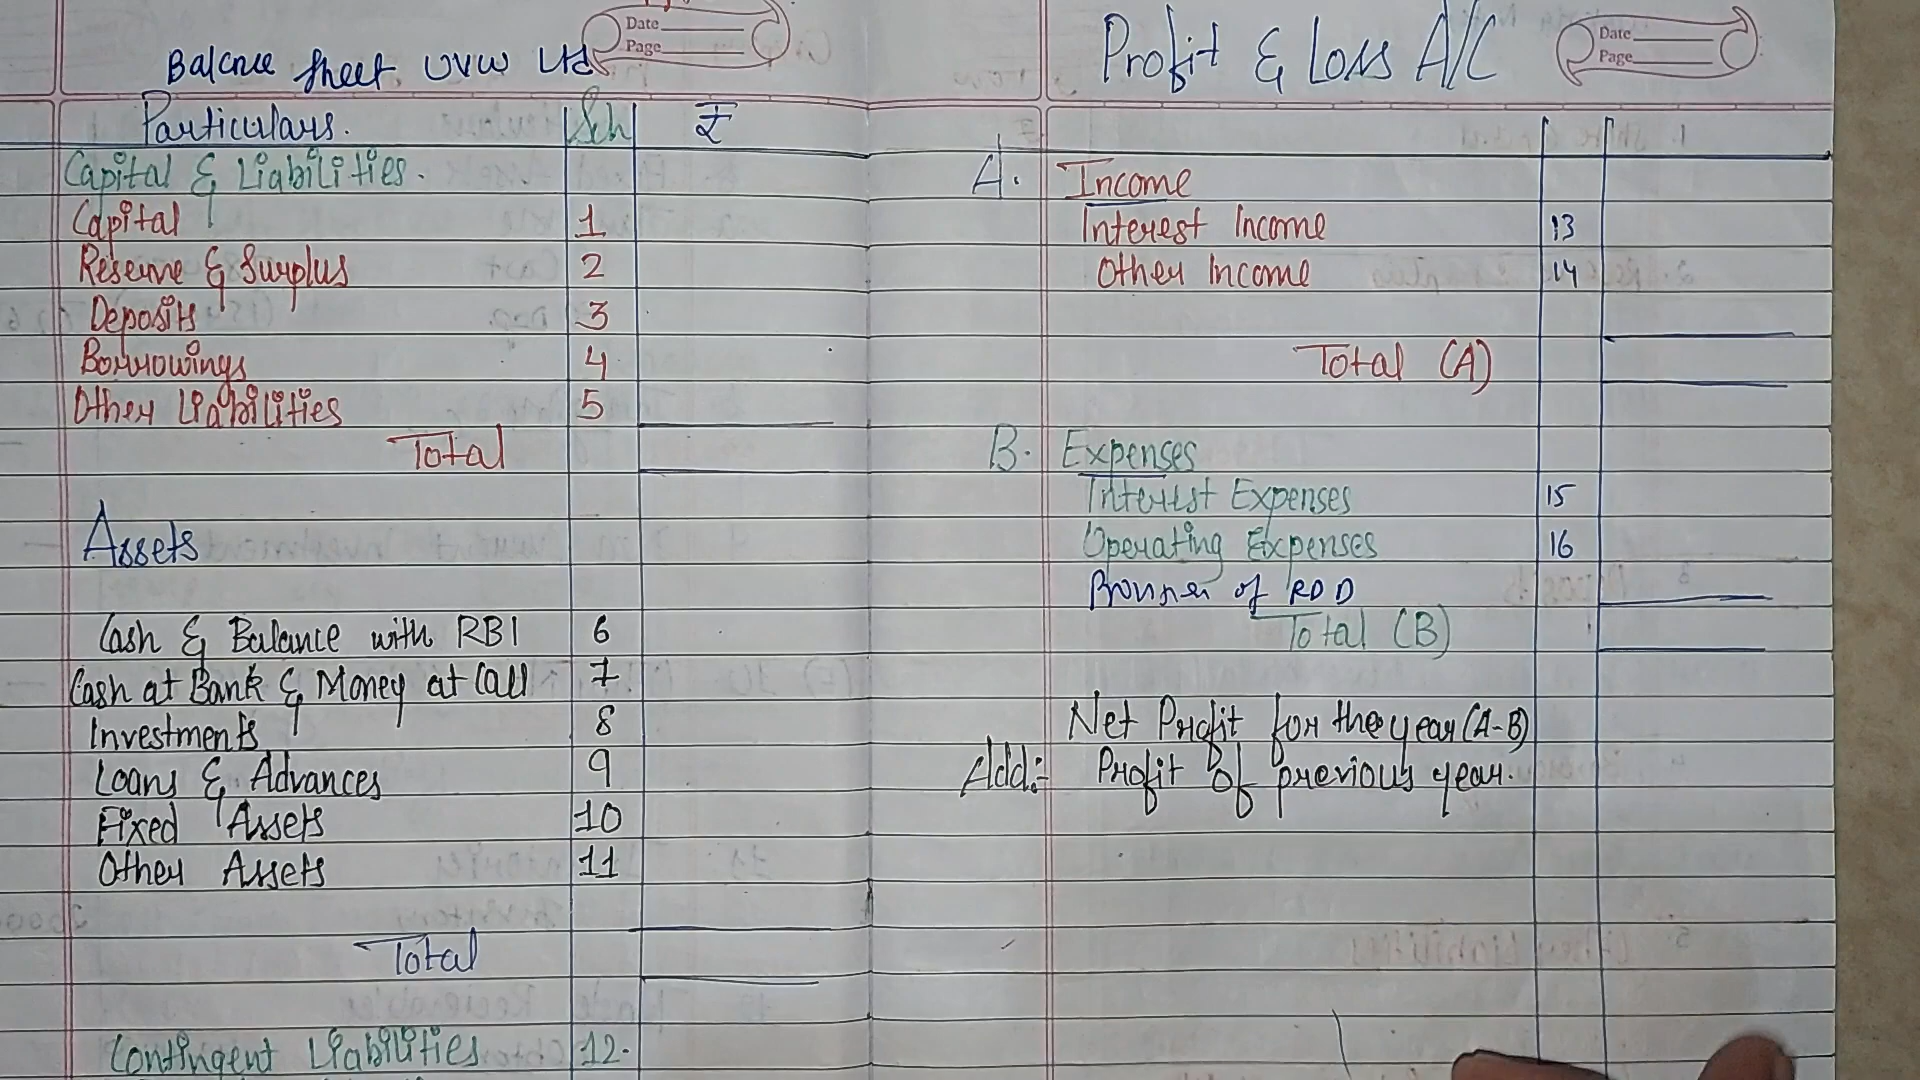 Date
Page
Balance Sheet UVW Ltd
Particulars. Sch ₹
Capital & Liabilities.
Capital 1
Reserve & Surplus 2
Deposits 3
Borrowings 4
Other Liabilities 5
Total
Assets
Cash & Balance with RBI 6
Cash at Bank & Money at Call 7
Investments 8
Loans & Advances 9
Fixed Assets 10
Other Assets 11
Total
Contingent Liabilities 12.
Profit & Loss A/C
Date
Page
A. Income
Interest Income 13
Other Income 14
Total (A)
B. Expenses
Interest Expenses 15
Operating Expenses 16
of RDD
Total (B)
Net Profit for the year (A-B)
Add:- Profit of previous year.